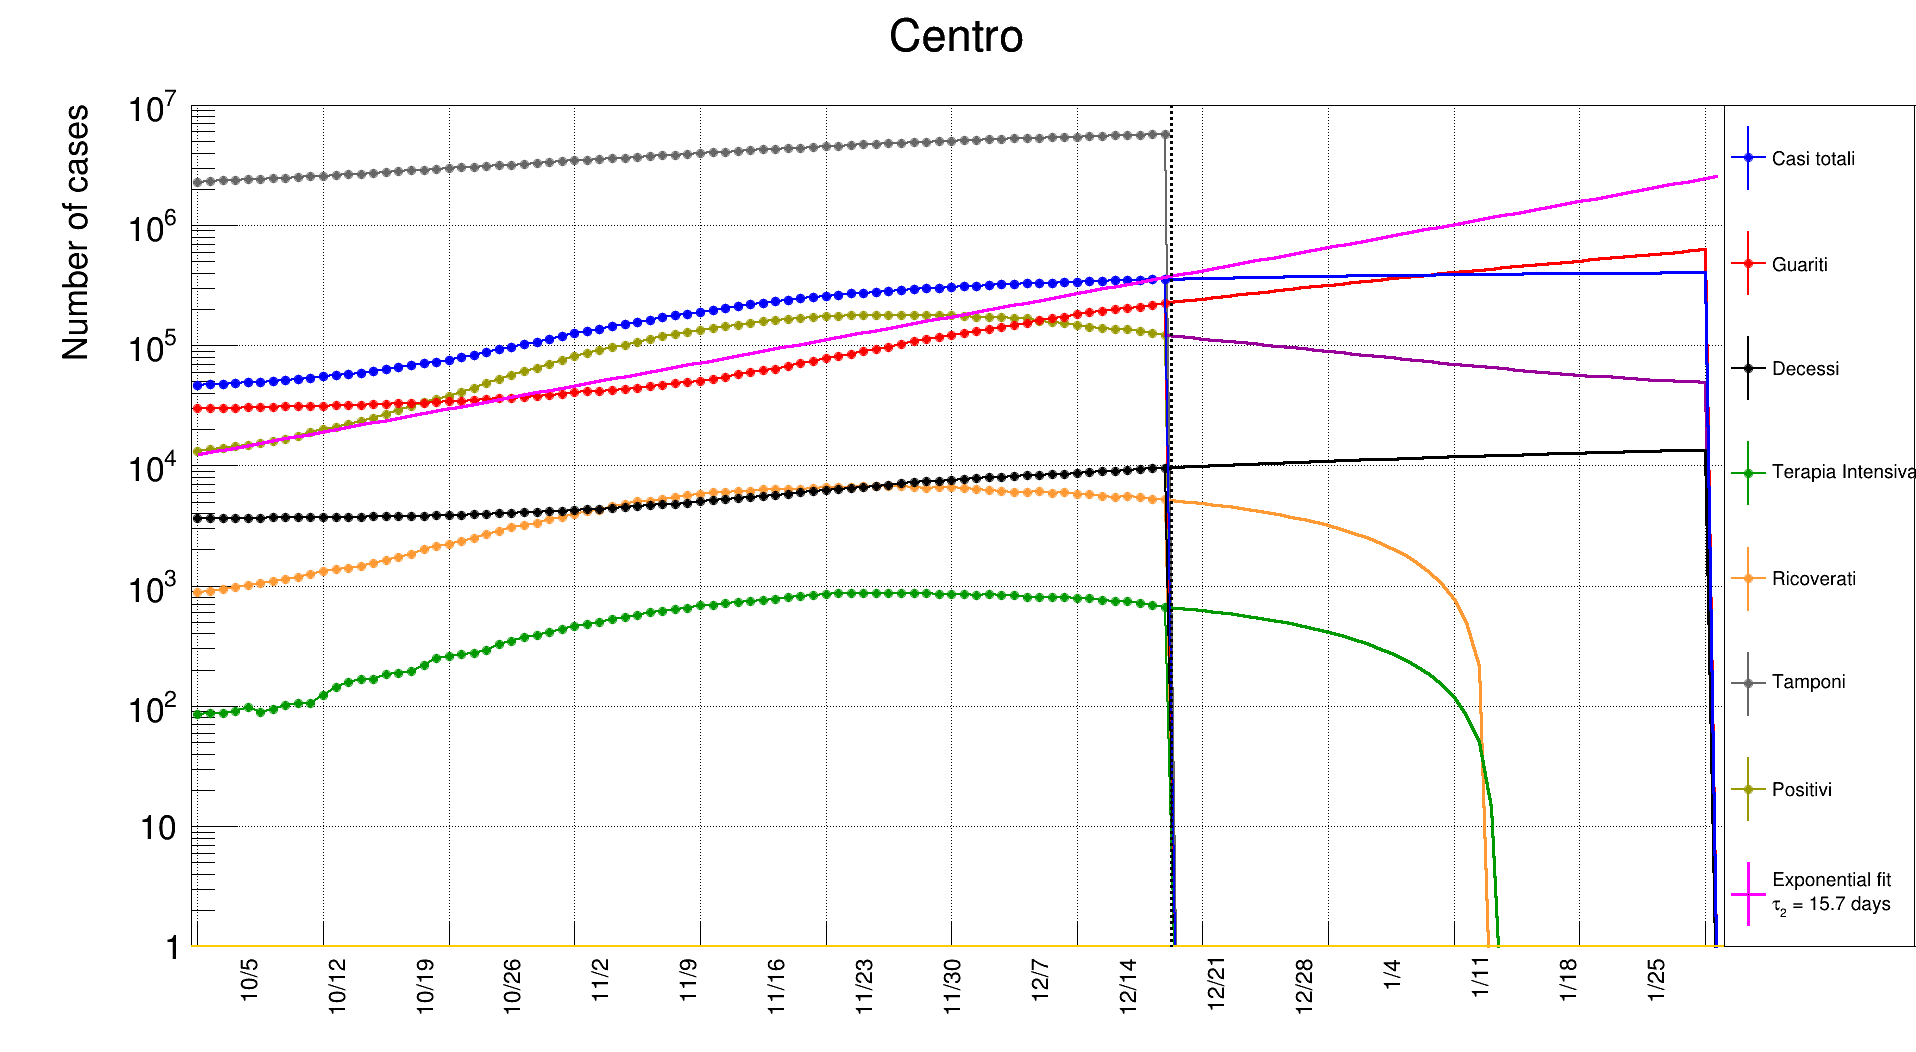 Centro
Number of cases
10^7
10^6
10^5
10^4
10^3
10^2
10
1
10/5
10/12
10/19
10/26
11/2
11/9
11/16
11/23
11/30
12/7
12/14
12/21
12/28
1/4
1/11
1/18
1/25
Casi totali
Guariti
Decessi
Terapia Intensiva
Ricoverati
Tamponi
Positivi
Exponential fit
τ_2 = 15.7 days